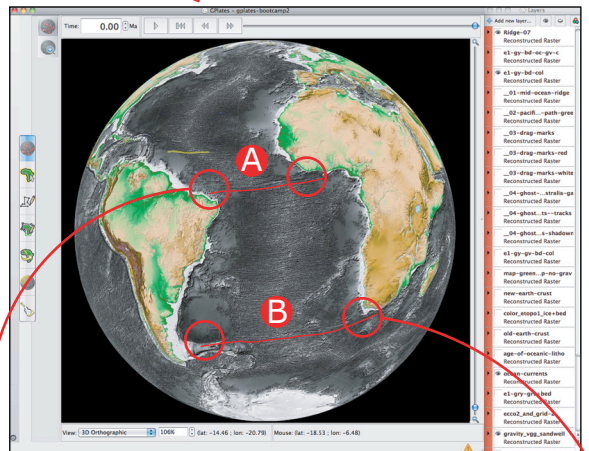 GPlates - gplates-bootcamp2
Layers
Time: 0.00 Ma
Add new layer...
Ridge-07
Reconstructed Raster
e1-gy-bd-oc-gv-c
Reconstructed Raster
e1-gy-bd-col
Reconstructed Raster
__01-mid-ocean-ridge
Reconstructed Raster
__02-pacifi...-path-gree
Reconstructed Raster
__03-drag-marks
Reconstructed Raster
__03-drag-marks-red
Reconstructed Raster
__03-drag-marks-white
Reconstructed Raster
__04-ghost-...stralia-ga
Reconstructed Raster
__04-ghost...ts--tracks
Reconstructed Raster
__04-ghost...s-shadown
Reconstructed Raster
e1-gy-gv-bd-col
Reconstructed Raster
map-green...p-no-grav
Reconstructed Raster
new-earth-crust
Reconstructed Raster
color_etopo1_ice+bed
Reconstructed Raster
old-earth-crust
Reconstructed Raster
age-of-oceanic-litho
Reconstructed Raster
ocean-currents
Reconstructed Raster
e1-gry-grv+bed
Reconstructed Raster
ecco2_and_grid-2
Reconstructed Raster
gravity_vgg_sandwell
Reconstructed Raster
A
B
View: 3D Orthographic 106% (lat: -14.46 ; lon: -20.79) Mouse: (lat: -18.53 ; lon: -6.48)